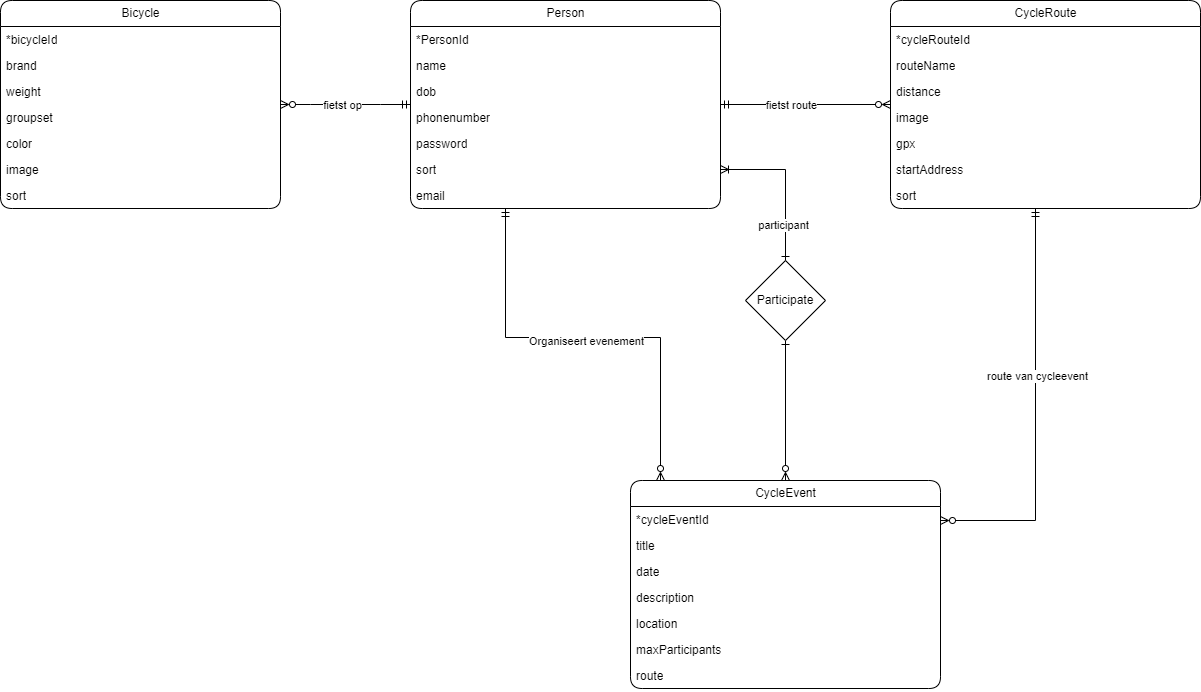 Bicycle
*bicycleId
brand
weight
groupset
color
image
sort
fietst op
Person
*PersonId
name
dob
phonenumber
password
sort
email
fietst route
CycleRoute
*cycleRouteId
routeName
distance
image
gpx
startAddress
sort
participant
Participate
Organiseert evenement
route van cycleevent
CycleEvent
*cycleEventId
title
date
description
location
maxParticipants
route